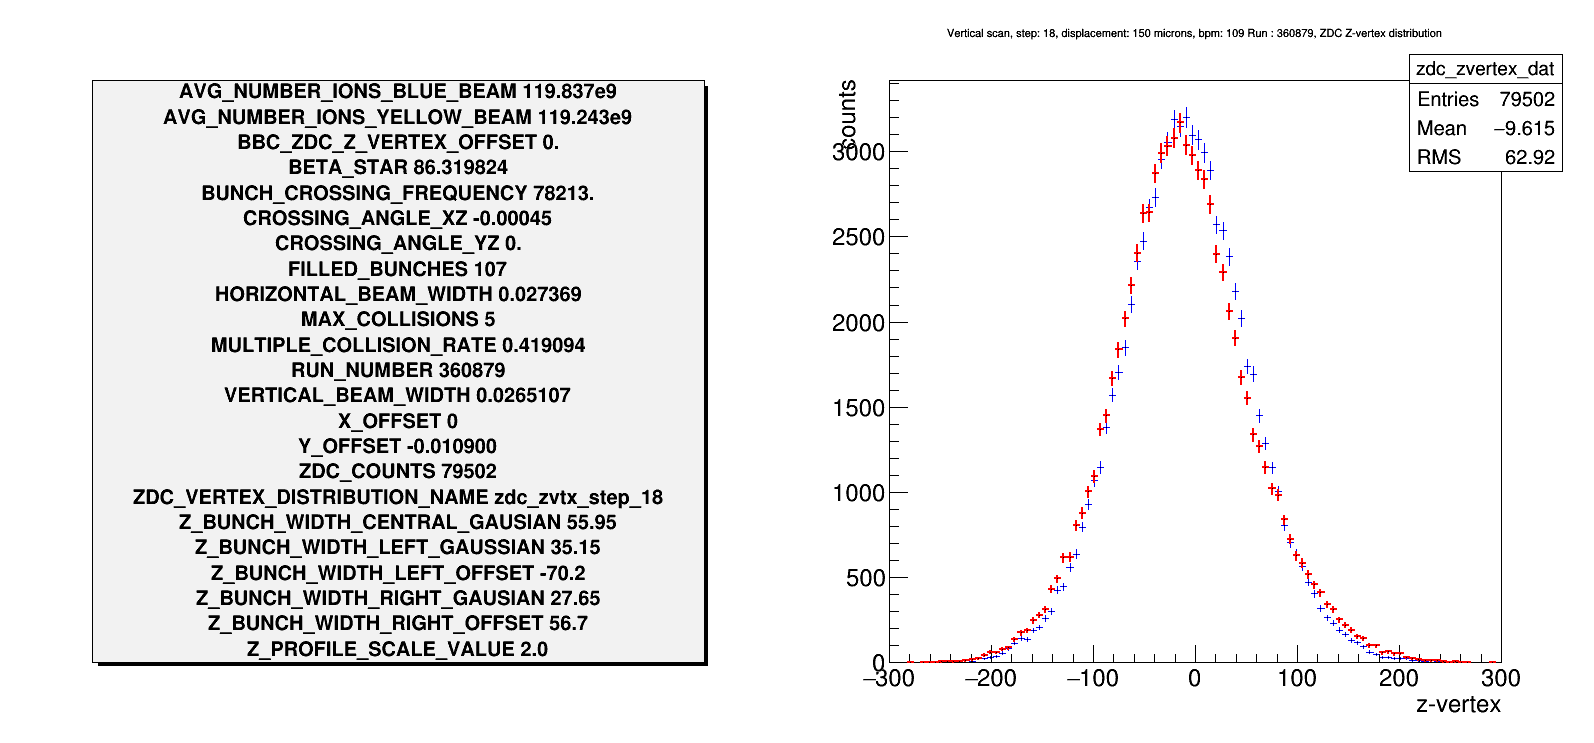 AVG_NUMBER_IONS_BLUE_BEAM 119.837e9
AVG_NUMBER_IONS_YELLOW_BEAM 119.243e9
BBC_ZDC_Z_VERTEX_OFFSET 0.
BETA_STAR 86.319824
BUNCH_CROSSING_FREQUENCY 78213.
CROSSING_ANGLE_XZ -0.00045
CROSSING_ANGLE_YZ 0.
FILLED_BUNCHES 107
HORIZONTAL_BEAM_WIDTH 0.027369
MAX_COLLISIONS 5
MULTIPLE_COLLISION_RATE 0.419094
RUN_NUMBER 360879
VERTICAL_BEAM_WIDTH 0.0265107
X_OFFSET 0
Y_OFFSET -0.010900
ZDC_COUNTS 79502
ZDC_VERTEX_DISTRIBUTION_NAME zdc_zvtx_step_18
Z_BUNCH_WIDTH_CENTRAL_GAUSIAN 55.95
Z_BUNCH_WIDTH_LEFT_GAUSSIAN 35.15
Z_BUNCH_WIDTH_LEFT_OFFSET -70.2
Z_BUNCH_WIDTH_RIGHT_GAUSIAN 27.65
Z_BUNCH_WIDTH_RIGHT_OFFSET 56.7
Z_PROFILE_SCALE_VALUE 2.0
Vertical scan, step: 18, displacement: 150 microns, bpm: 109 Run : 360879, ZDC Z-vertex distribution
zdc_zvertex_dat
Entries 79502
Mean −9.615
RMS 62.92
counts
3000
2500
2000
1500
1000
500
0
−300 −200 −100 0 100 200 300
z-vertex